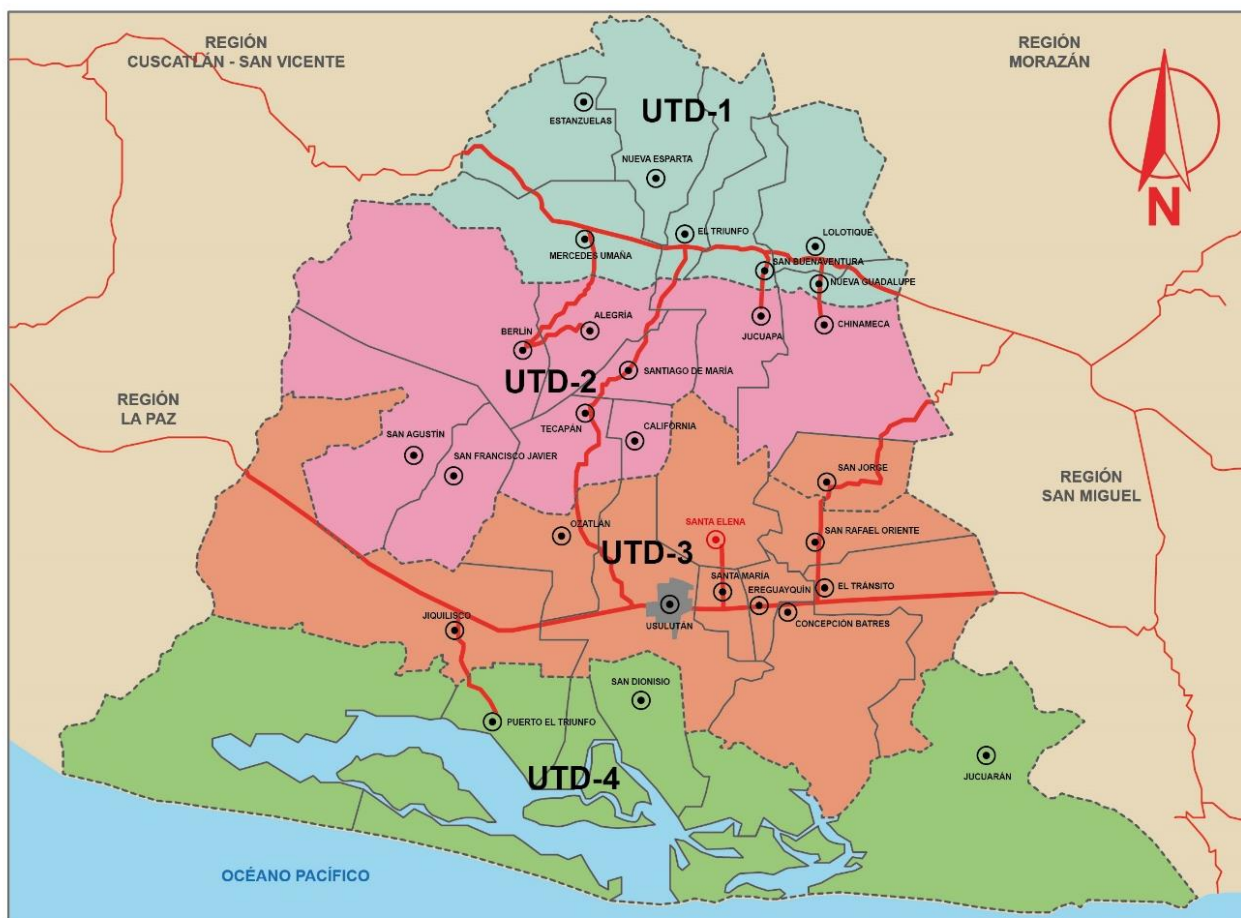 REGIÓN
CUSCATLÁN - SAN VICENTE
REGIÓN
MORAZÁN
N
UTD-1
ESTANZUELAS
NUEVA ESPARTA
EL TRIUNFO
LOLOTIQUE
MERCEDES UMAÑA
SAN BUENAVENTURA
NUEVA GUADALUPE
ALEGRÍA
BERLÍN
JUCUAPA
CHINAMECA
UTD-2
SANTIAGO DE MARÍA
REGIÓN
LA PAZ
TECAPÁN
CALIFORNIA
SAN AGUSTÍN
SAN FRANCISCO JAVIER
SAN JORGE
REGIÓN
SAN MIGUEL
OZATLÁN
SANTA ELENA
SAN RAFAEL ORIENTE
UTD-3
SANTA MARÍA
EREGUAYQUÍN
EL TRÁNSITO
JIQUILISCO
USULUTÁN
CONCEPCIÓN BATRES
SAN DIONISIO
PUERTO EL TRIUNFO
UTD-4
JUCUARÁN
OCÉANO PACÍFICO